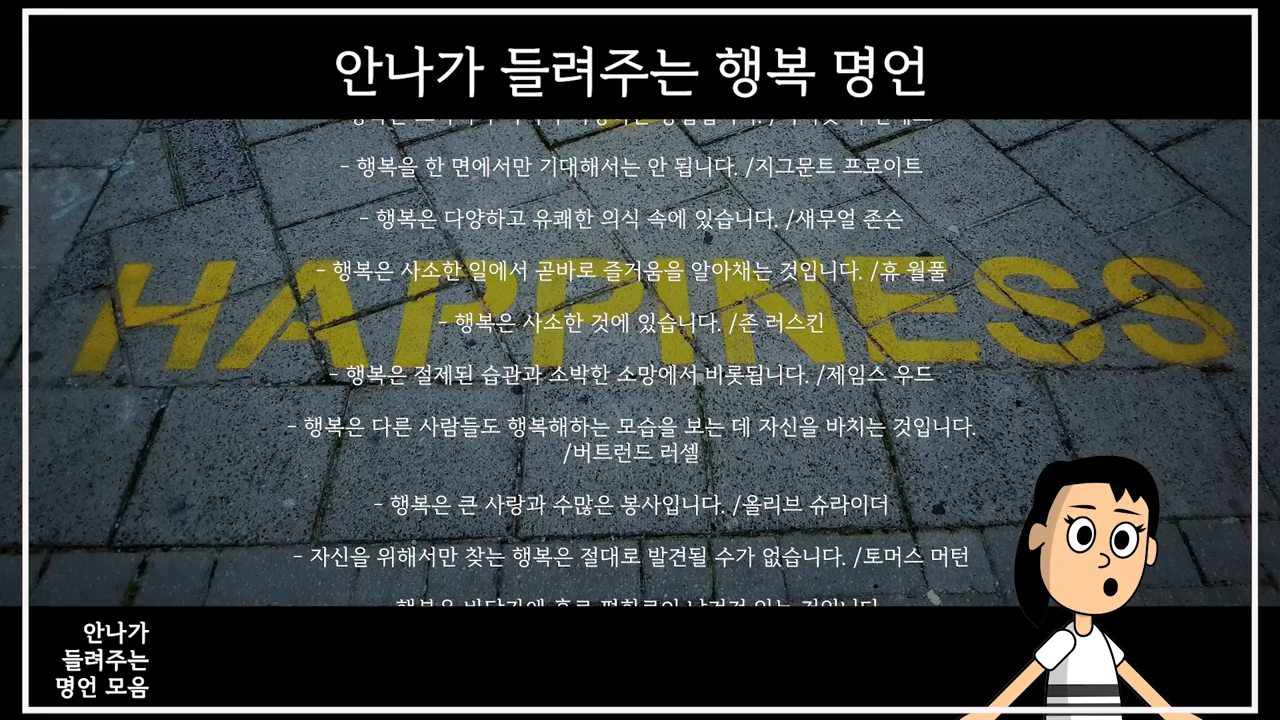 안나가 들려주는 행복 명언
- 행복을 한 면에서만 기대해서는 안 됩니다. /지그문트 프로이트
- 행복은 다양하고 유쾌한 의식 속에 있습니다. /새무얼 존슨
- 행복은 사소한 일에서 곧바로 즐거움을 알아채는 것입니다. /휴 월풀
HAPPINESS
- 행복은 사소한 것에 있습니다. /존 러스킨
- 행복은 절제된 습관과 소박한 소망에서 비롯됩니다. /제임스 우드
- 행복은 다른 사람들도 행복해하는 모습을 보는 데 자신을 바치는 것입니다.
/버트런드 러셀
- 행복은 큰 사랑과 수많은 봉사입니다. /올리브 슈라이더
- 자신을 위해서만 찾는 행복은 절대로 발견될 수가 없습니다. /토머스 머턴
안나가
들려주는
명언 모음